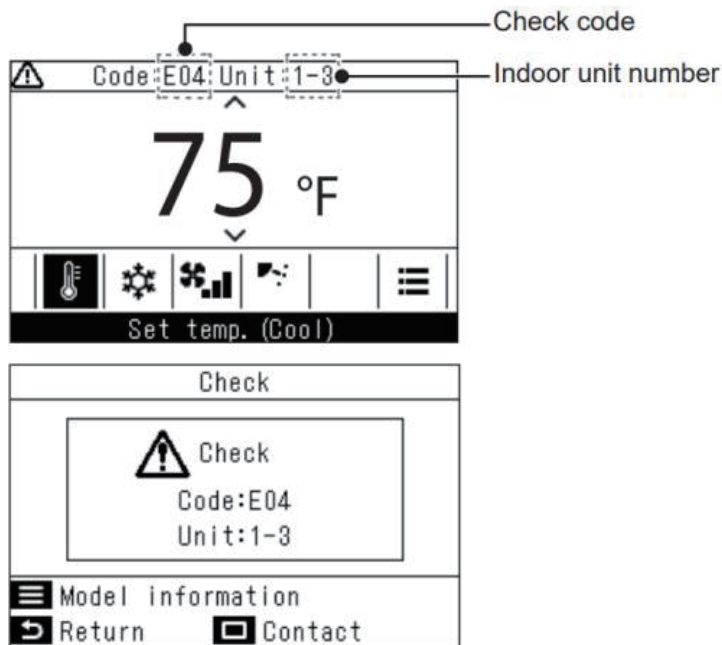 Check code
Code:E04 Unit:1-3
Indoor unit number
75 °F
Set temp. (Cool)
Check
Check
Code:E04
Unit:1-3
Model information
Return Contact